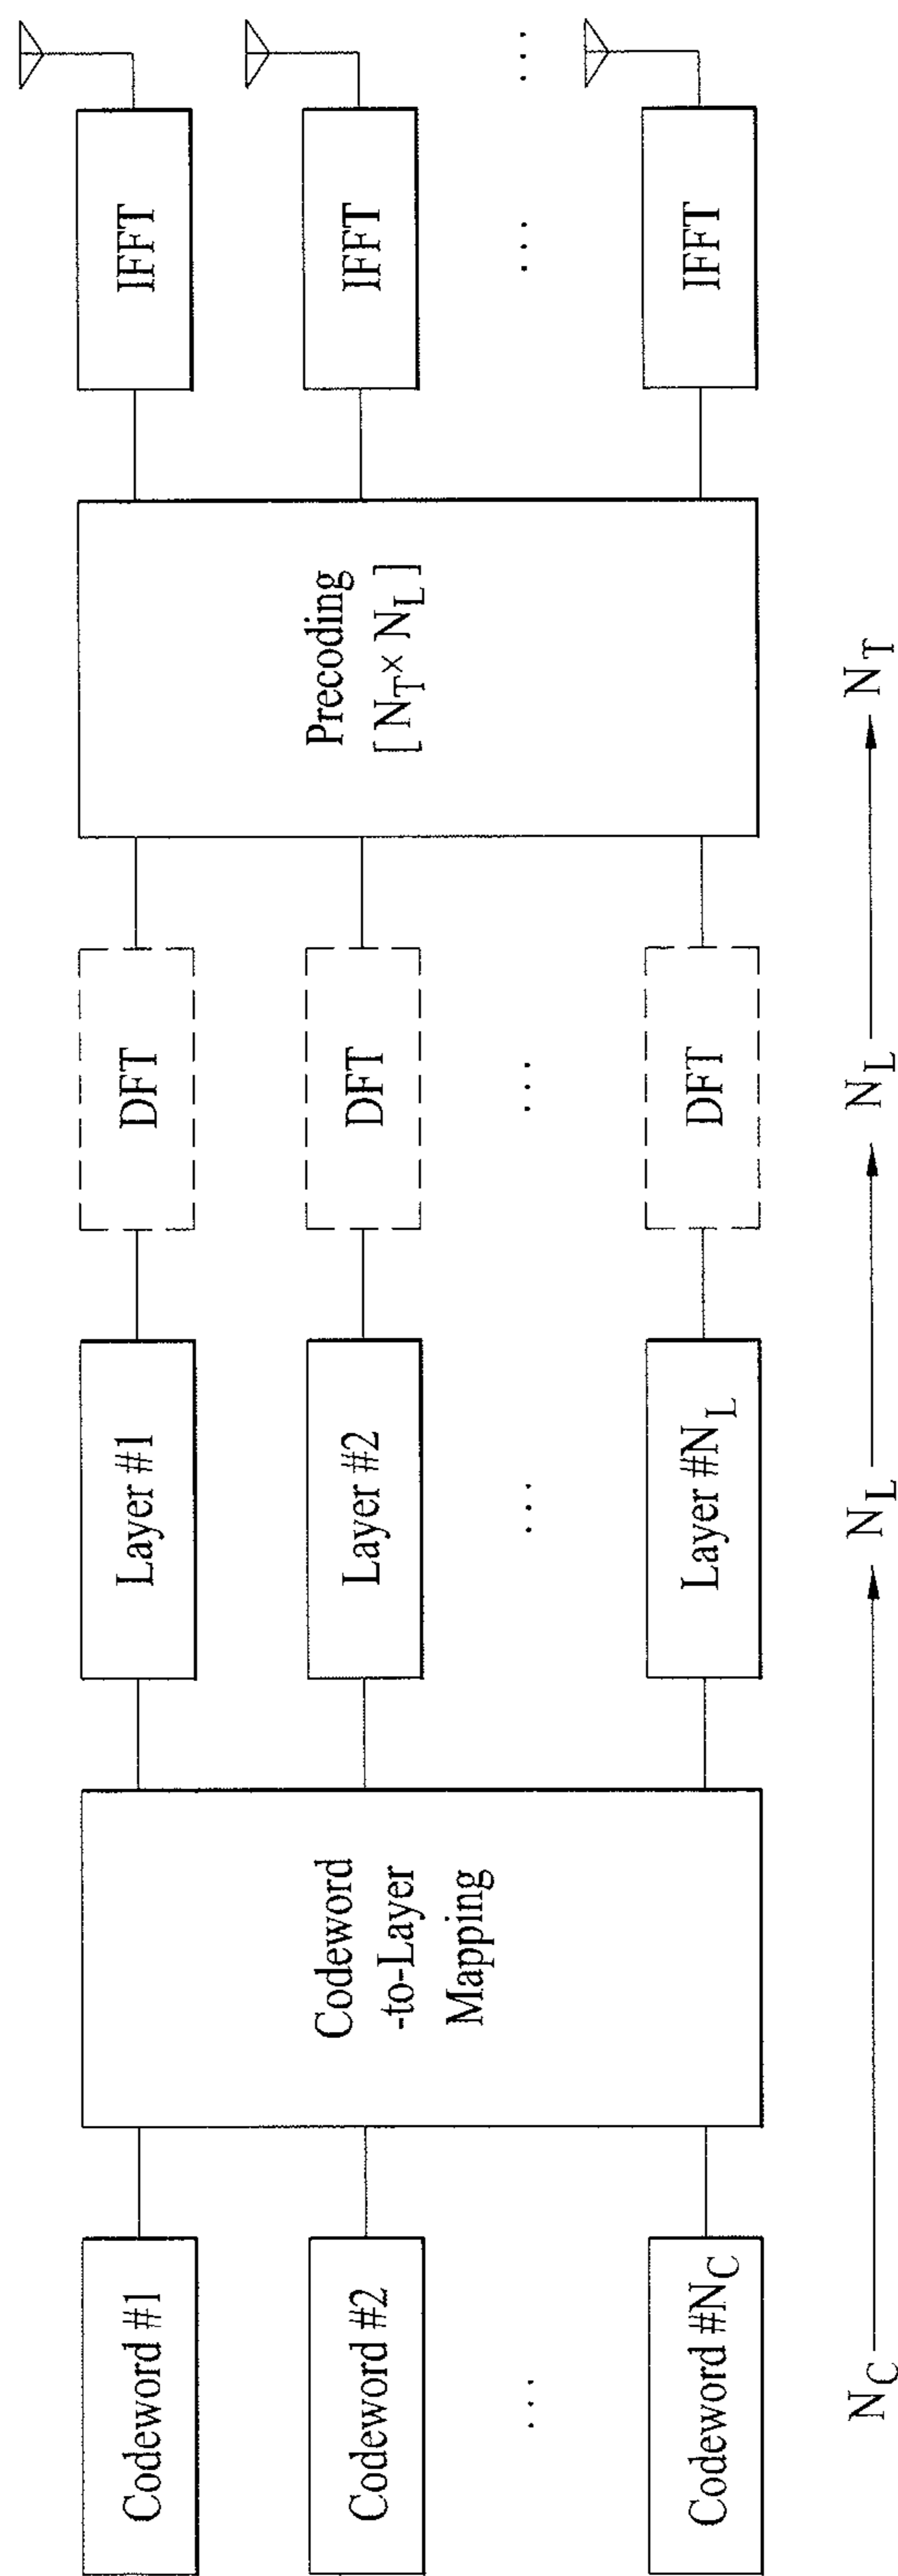 Codeword #1
Codeword #2
...
Codeword #N_C
Codeword
-to-Layer
Mapping
Layer #1
Layer #2
...
Layer #N_L
DFT
DFT
...
DFT
Precoding
[N_T × N_L]
IFFT
IFFT
...
IFFT
...
N_C
N_L
N_L
N_T